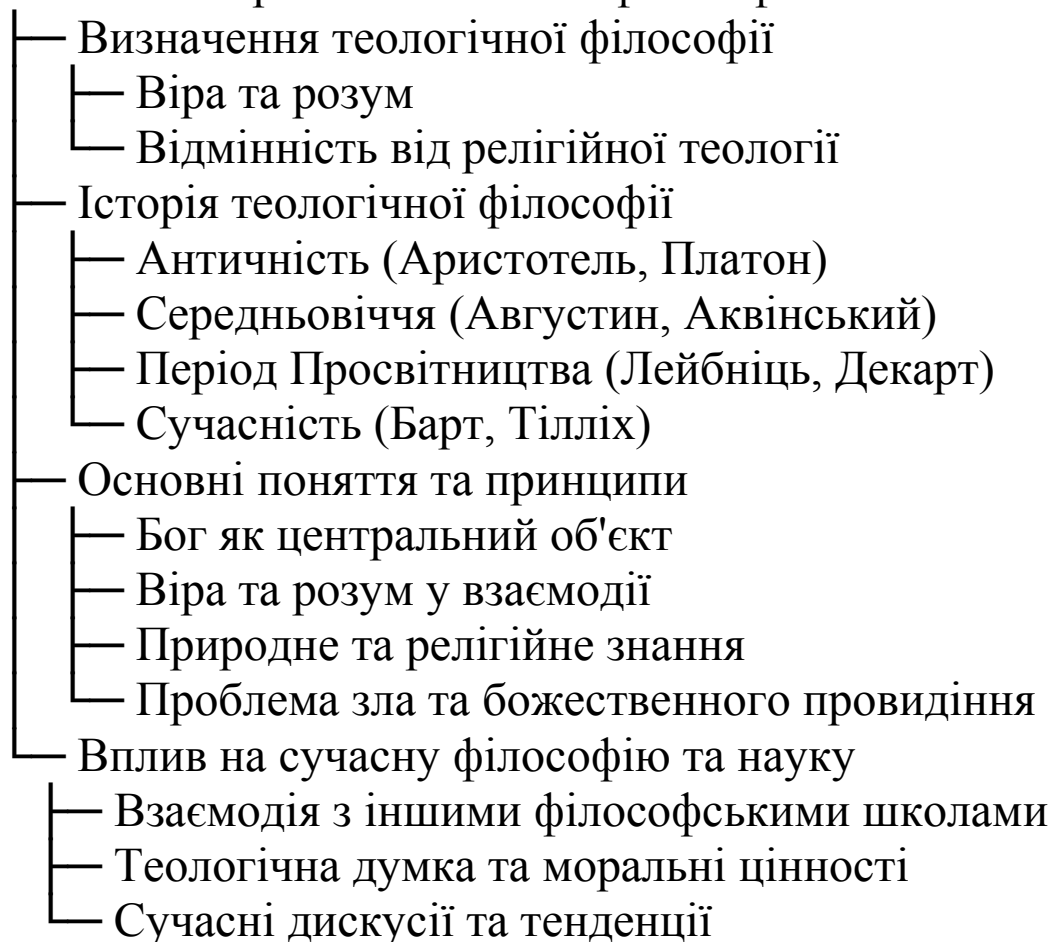 Визначення теологічної філософії
Віра та розум
Відмінність від релігійної теології
Історія теологічної філософії
Античність (Аристотель, Платон)
Середньовіччя (Августин, Аквінський)
Період Просвітництва (Лейбніць, Декарт)
Сучасність (Барт, Тілліх)
Основні поняття та принципи
Бог як центральний об'єкт
Віра та розум у взаємодії
Природне та релігійне знання
Проблема зла та божественного провидіння
Вплив на сучасну філософію та науку
Взаємодія з іншими філософськими школами
Теологічна думка та моральні цінності
Сучасні дискусії та тенденції